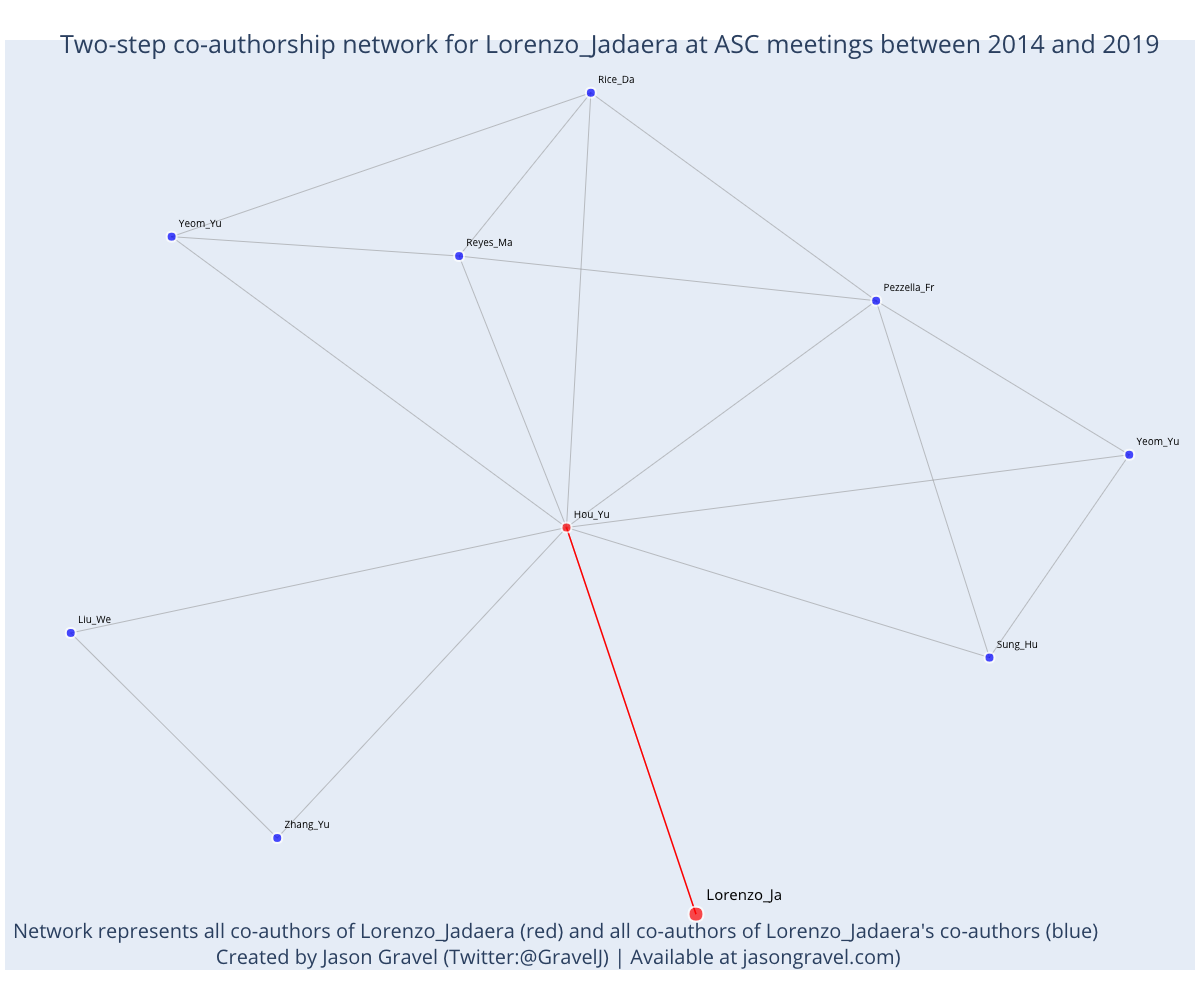 Two-step co-authorship network for Lorenzo_Jadaera at ASC meetings between 2014 and 2019
Rice_Da
Yeom_Yu
Reyes_Ma
Pezzella_Fr
Yeom_Yu
Hou_Yu
Liu_We
Sung_Hu
Zhang_Yu
Lorenzo_Ja
Network represents all co-authors of Lorenzo_Jadaera (red) and all co-authors of Lorenzo_Jadaera's co-authors (blue)
Created by Jason Gravel (Twitter:@GravelJ) | Available at jasongravel.com)